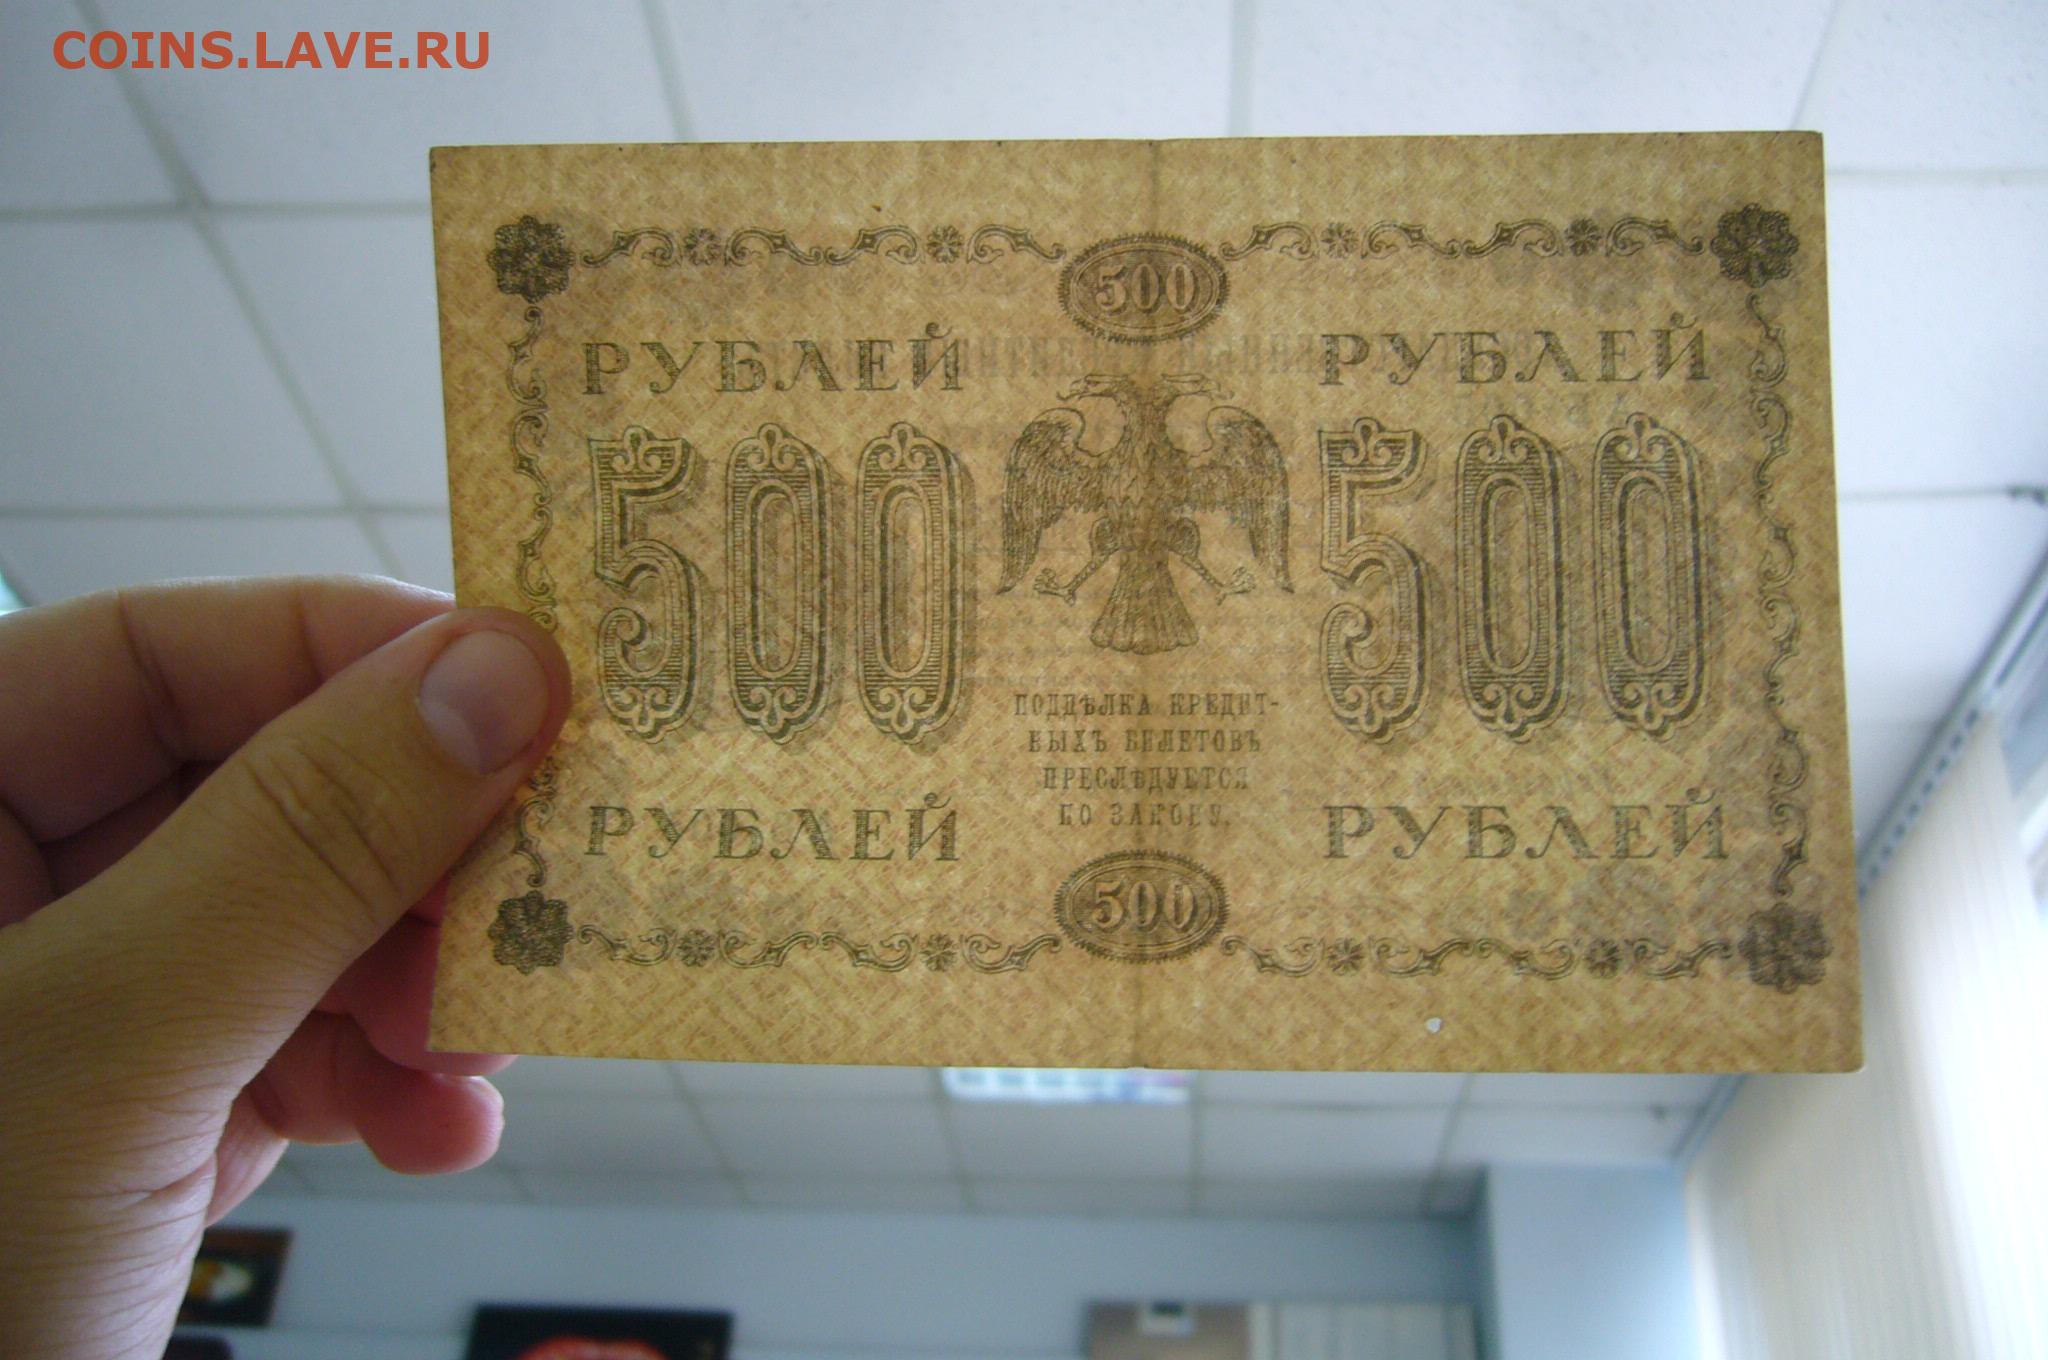 COINS.LAVE.RU
500
РУБЛЕЙ РУБЛЕЙ
500 500
ПОДДѢЛКА КРЕДИТ-
НЫХЪ БИЛЕТОВЪ
ПРЕСЛѢДУЕТСЯ
ПО ЗАКОНУ.
РУБЛЕЙ РУБЛЕЙ
500